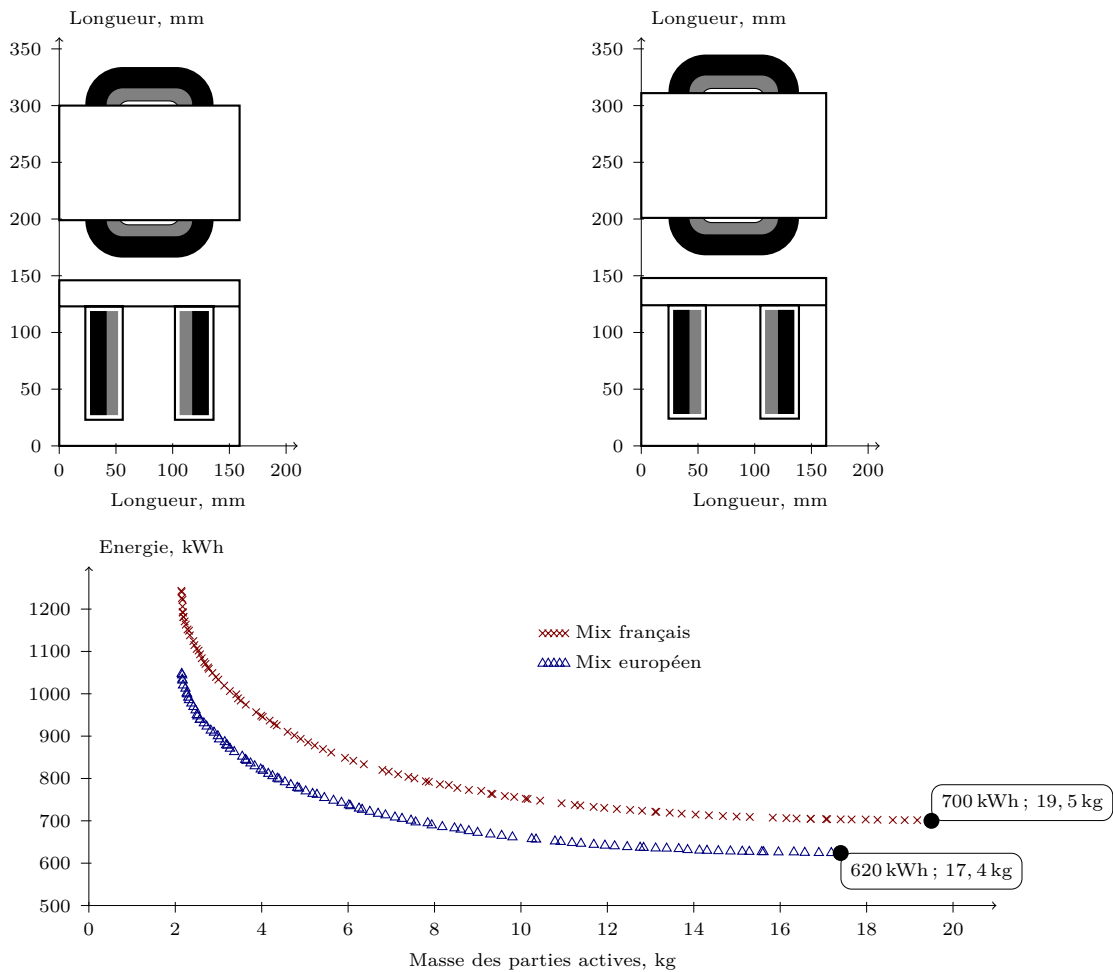 Longueur, mm
350
300
250
200
150
100
50
0
0 50 100 150 200
Longueur, mm
Longueur, mm
350
300
250
200
150
100
50
0
0 50 100 150 200
Longueur, mm
Energie, kWh
1200
1100
1000
900
800
700
600
500
Mix français
Mix européen
700 kWh ; 19, 5 kg
620 kWh ; 17, 4 kg
0 2 4 6 8 10 12 14 16 18 20
Masse des parties actives, kg